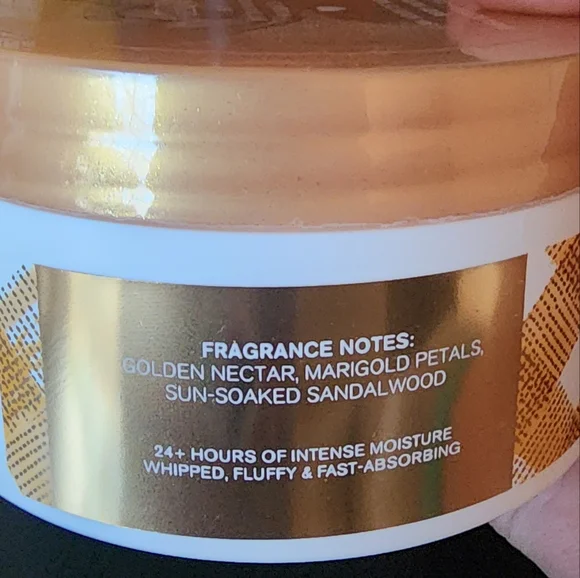 FRAGRANCE NOTES:
GOLDEN NECTAR, MARIGOLD PETALS,
SUN-SOAKED SANDALWOOD
24+ HOURS OF INTENSE MOISTURE
WHIPPED, FLUFFY & FAST-ABSORBING